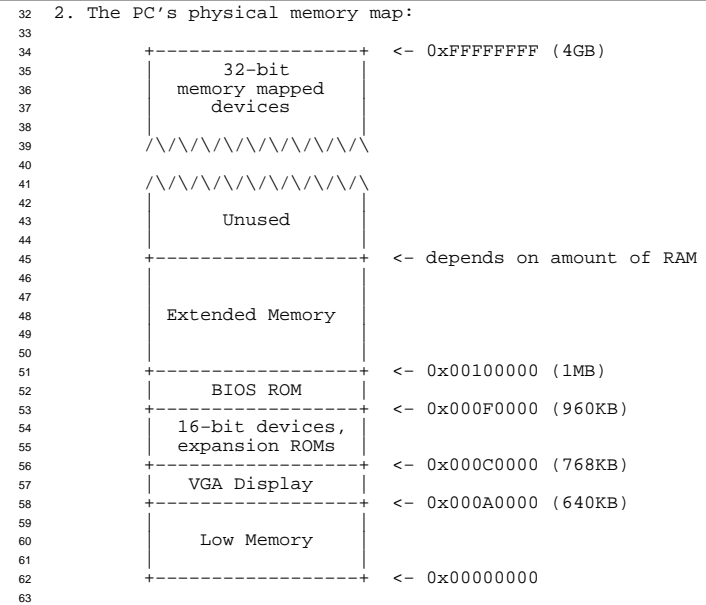 32 2. The PC's physical memory map:
33
34 +------------------+ <- 0xFFFFFFFF (4GB)
35 | 32-bit |
36 | memory mapped |
37 | devices |
38 | |
39 /\/\/\/\/\/\/\/\/\/\
40
41 /\/\/\/\/\/\/\/\/\/\
42 | |
43 | Unused |
44 | |
45 +------------------+ <- depends on amount of RAM
46 | |
47 | |
48 | Extended Memory |
49 | |
50 | |
51 +------------------+ <- 0x00100000 (1MB)
52 | BIOS ROM |
53 +------------------+ <- 0x000F0000 (960KB)
54 | 16-bit devices, |
55 | expansion ROMs |
56 +------------------+ <- 0x000C0000 (768KB)
57 | VGA Display |
58 +------------------+ <- 0x000A0000 (640KB)
59 | |
60 | Low Memory |
61 | |
62 +------------------+ <- 0x00000000
63